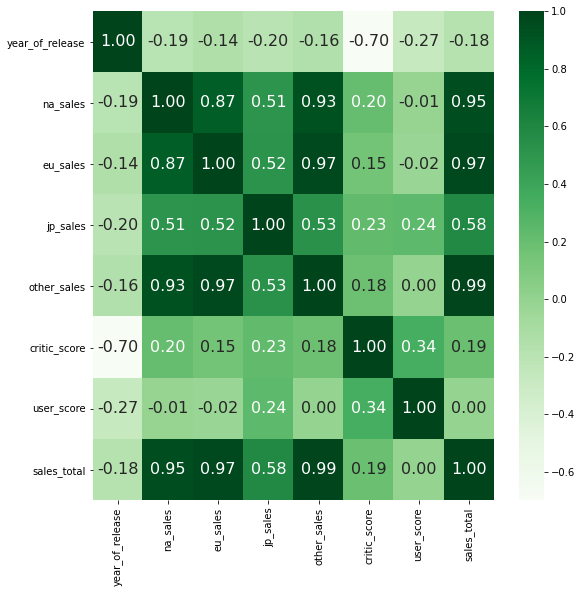 year_of_release 1.00 -0.19 -0.14 -0.20 -0.16 -0.70 -0.27 -0.18
na_sales -0.19 1.00 0.87 0.51 0.93 0.20 -0.01 0.95
eu_sales -0.14 0.87 1.00 0.52 0.97 0.15 -0.02 0.97
jp_sales -0.20 0.51 0.52 1.00 0.53 0.23 0.24 0.58
other_sales -0.16 0.93 0.97 0.53 1.00 0.18 0.00 0.99
critic_score -0.70 0.20 0.15 0.23 0.18 1.00 0.34 0.19
user_score -0.27 -0.01 -0.02 0.24 0.00 0.34 1.00 0.00
sales_total -0.18 0.95 0.97 0.58 0.99 0.19 0.00 1.00
year_of_release
na_sales
eu_sales
jp_sales
other_sales
critic_score
user_score
sales_total
1.0
0.8
0.6
0.4
0.2
0.0
−0.2
−0.4
−0.6